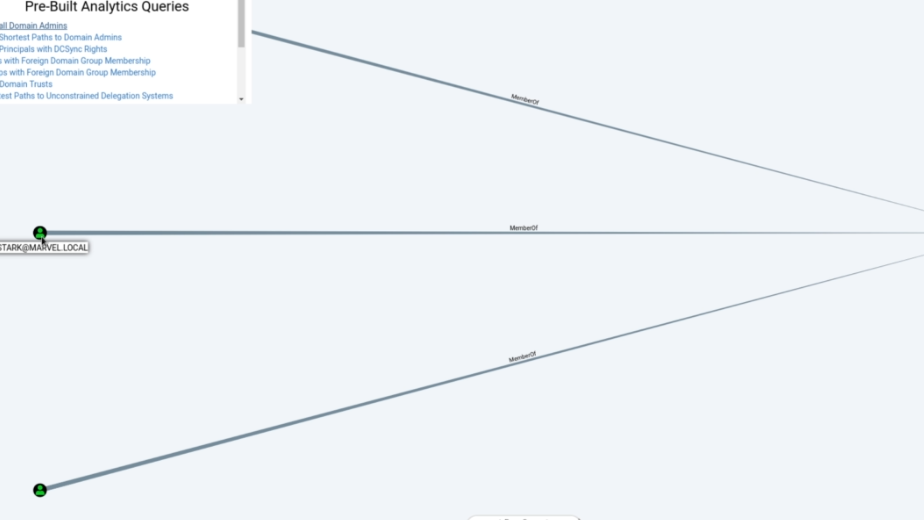 Pre-Built Analytics Queries
all Domain Admins
Shortest Paths to Domain Admins
Principals with DCSync Rights
s with Foreign Domain Group Membership
ps with Foreign Domain Group Membership
Domain Trusts
test Paths to Unconstrained Delegation Systems
MemberOf
MemberOf
STARK@MARVEL.LOCAL
MemberOf